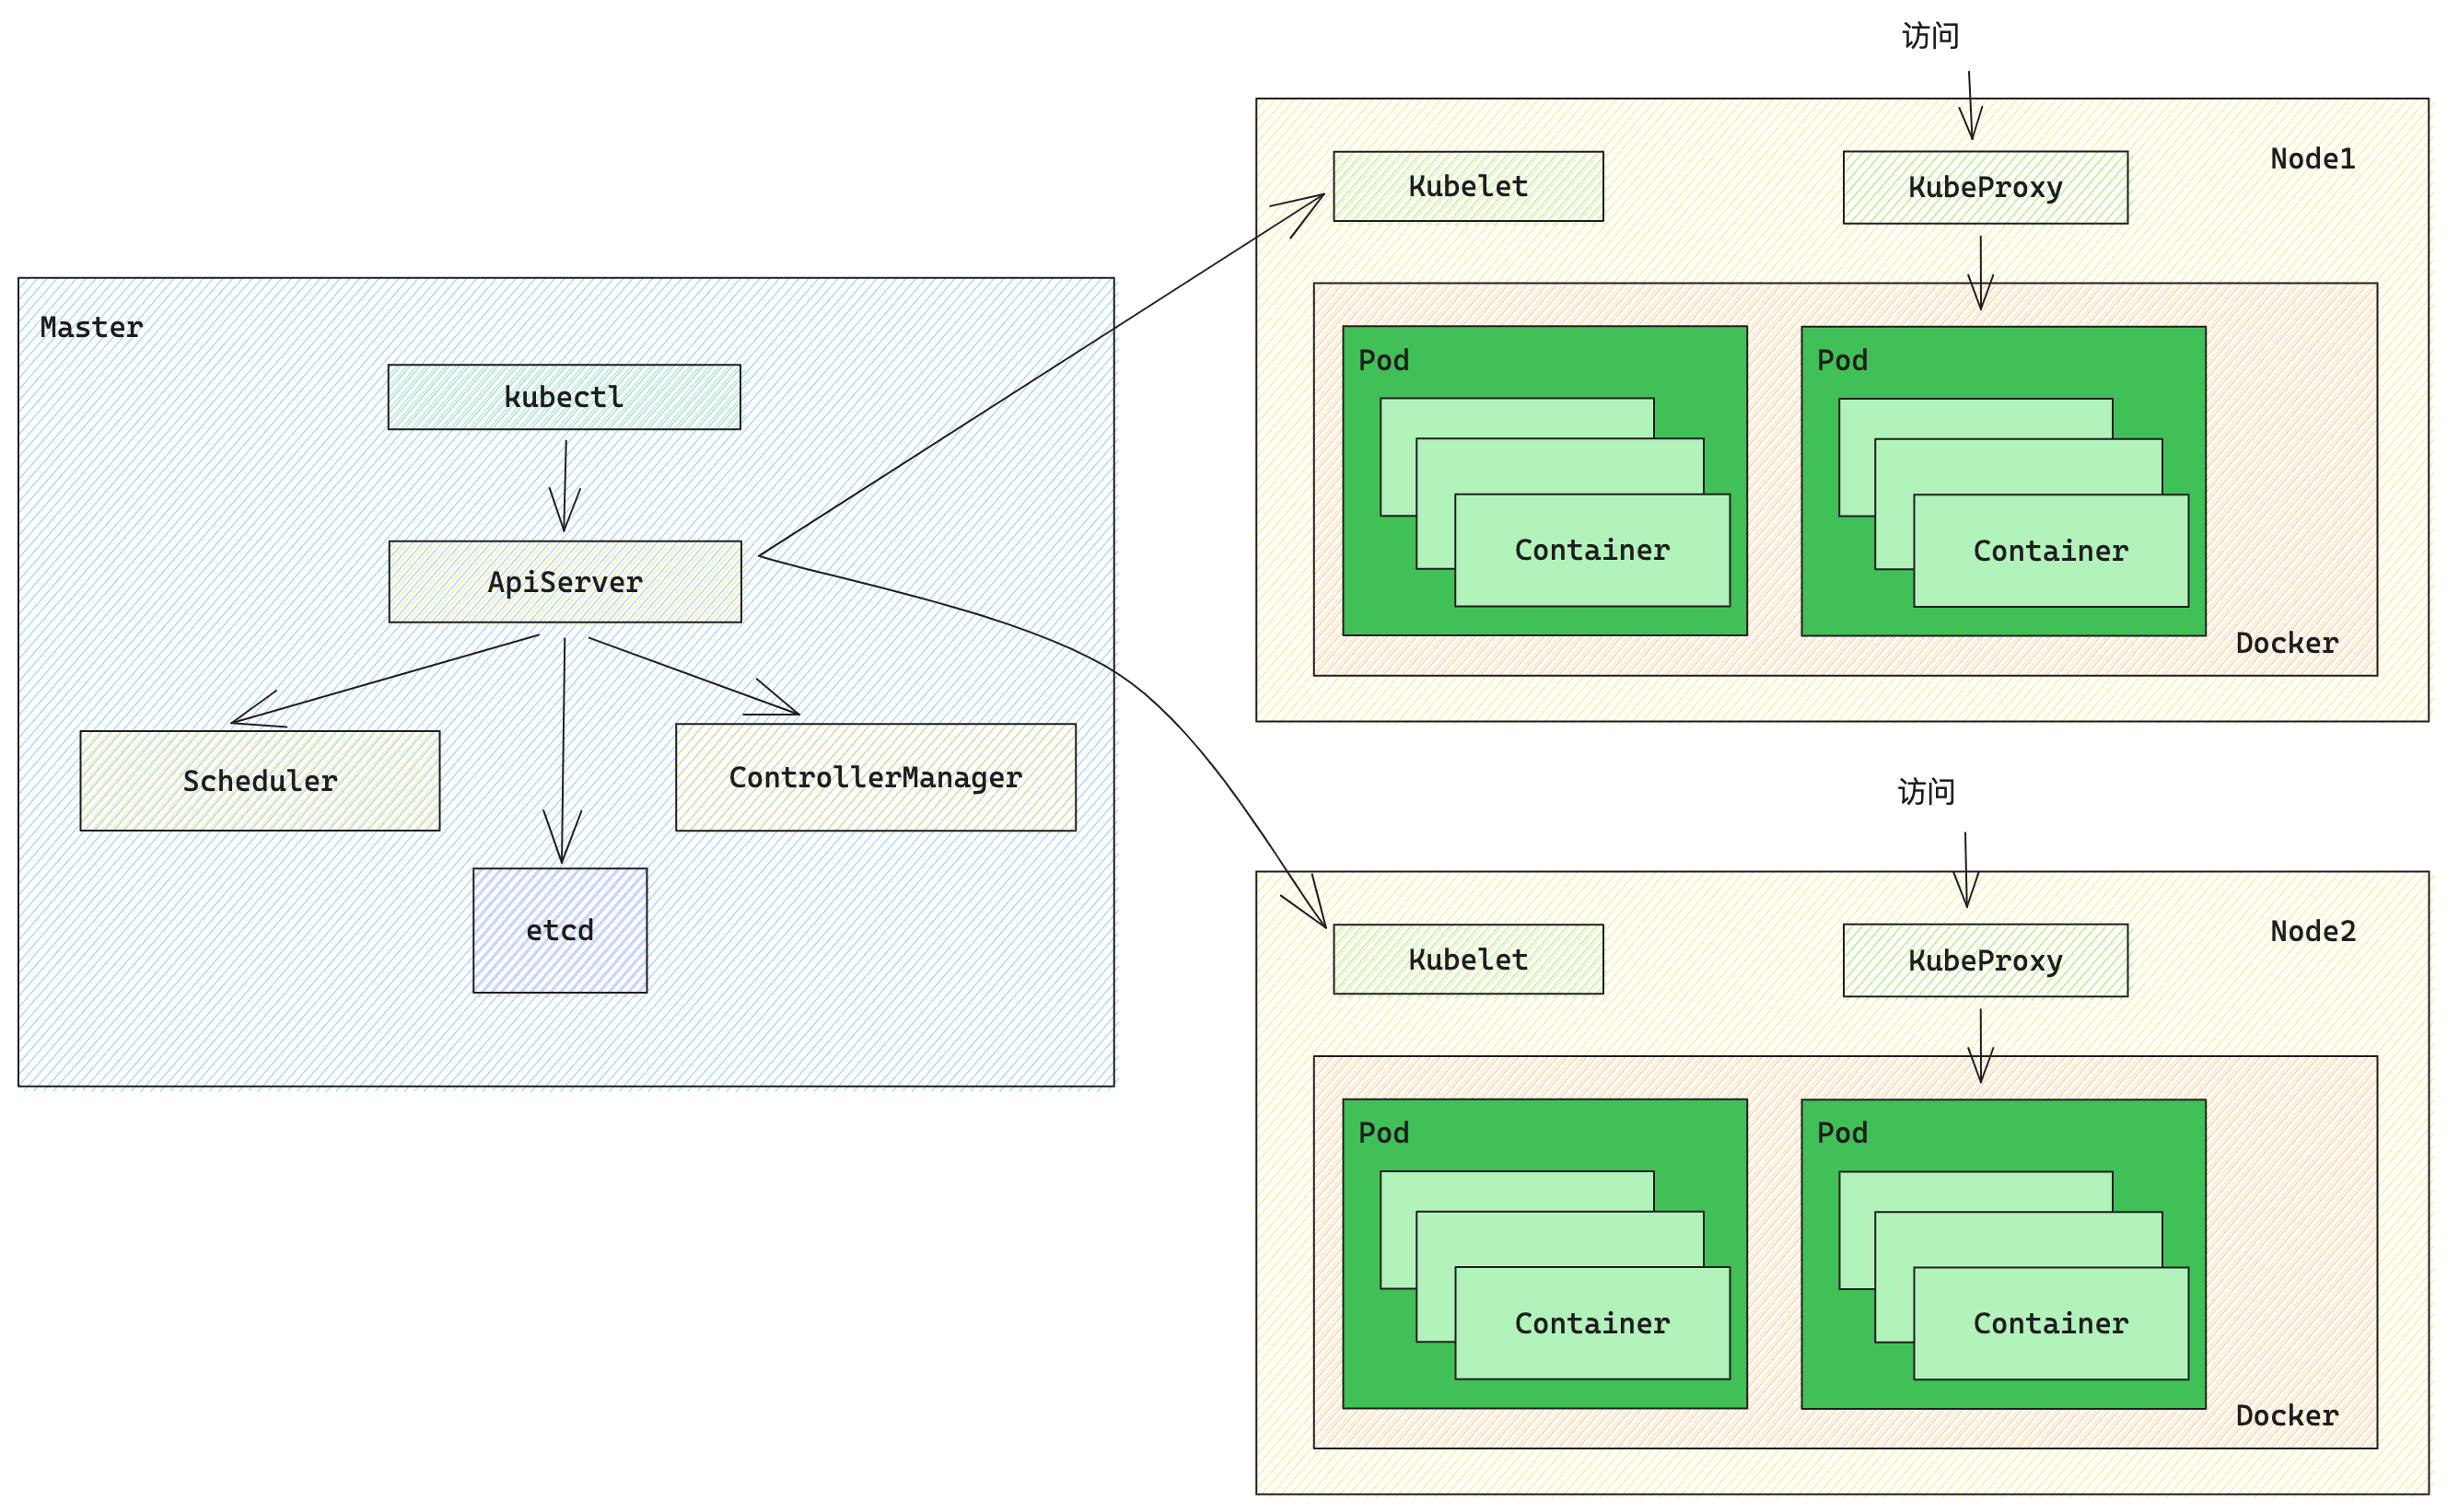 Master
kubectl
ApiServer
Scheduler
ControllerManager
etcd
访问
Node1
Kubelet
KubeProxy
Pod
Container
Pod
Container
Docker
访问
Node2
Kubelet
KubeProxy
Pod
Container
Pod
Container
Docker